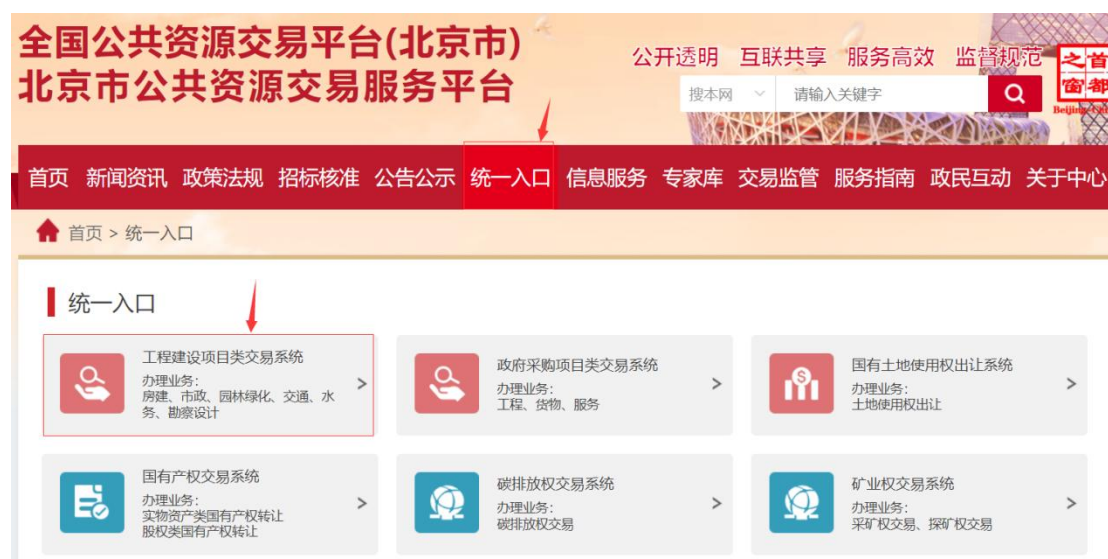 全国公共资源交易平台(北京市)
北京市公共资源交易服务平台
公开透明 互联共享 服务高效 监督规范
搜本网 请输入关键字
首都
之窗
首页 新闻资讯 政策法规 招标核准 公告公示 统一入口 信息服务 专家库 交易监管 服务指南 政民互动 关于中心
首页 > 统一入口
统一入口
工程建设项目类交易系统
办理业务:
房建、市政、园林绿化、交通、水
务、勘察设计
>
政府采购项目类交易系统
办理业务:
工程、货物、服务
>
国有土地使用权出让系统
办理业务:
土地使用权出让
>
国有产权交易系统
办理业务:
实物资产类国有产权转让
股权类国有产权转让
>
碳排放权交易系统
办理业务:
碳排放权交易
>
矿业权交易系统
办理业务:
采矿权交易、探矿权交易
>